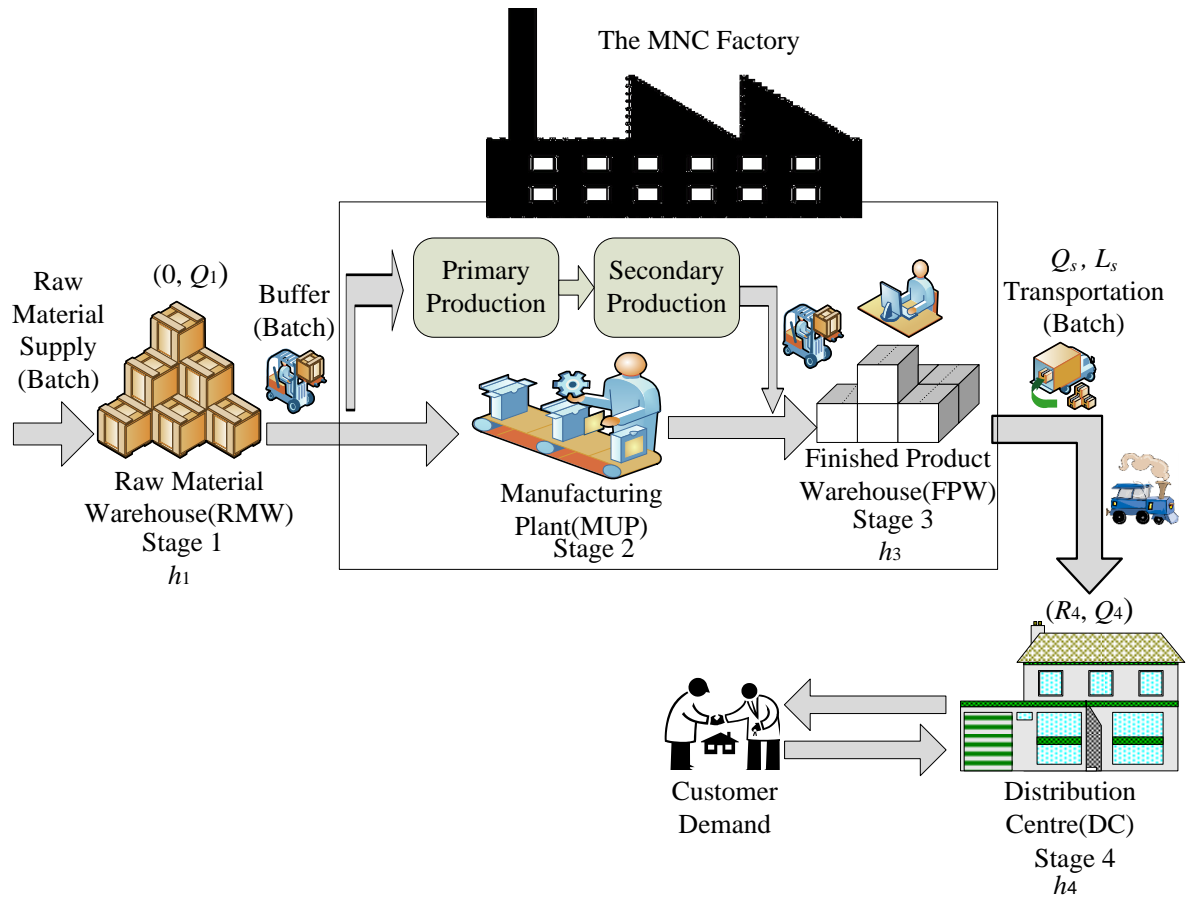 The MNC Factory
Raw
Material
Supply
(Batch)
(0, Q1)
Buffer
(Batch)
Primary
Production
Secondary
Production
Qs , Ls
Transportation
(Batch)
Raw Material
Warehouse(RMW)
Stage 1
h1
Manufacturing
Plant(MUP)
Stage 2
Finished Product
Warehouse(FPW)
Stage 3
h3
(R4, Q4)
Customer
Demand
Distribution
Centre(DC)
Stage 4
h4